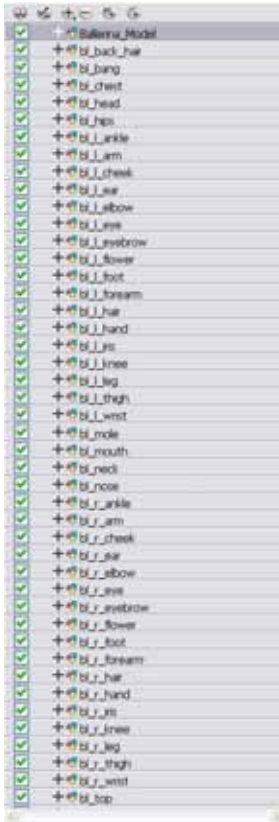 Ballerina_Model
bl_back_hair
bl_bang
bl_chest
bl_head
bl_hips
bl_l_ankle
bl_l_arm
bl_l_cheek
bl_l_ear
bl_l_elbow
bl_l_eye
bl_l_eyebrow
bl_l_flower
bl_l_foot
bl_l_forearm
bl_l_hair
bl_l_hand
bl_l_iris
bl_l_knee
bl_l_leg
bl_l_thigh
bl_l_wrist
bl_mole
bl_mouth
bl_neck
bl_nose
bl_r_ankle
bl_r_arm
bl_r_cheek
bl_r_ear
bl_r_elbow
bl_r_eye
bl_r_eyebrow
bl_r_flower
bl_r_foot
bl_r_forearm
bl_r_hair
bl_r_hand
bl_r_iris
bl_r_knee
bl_r_leg
bl_r_thigh
bl_r_wrist
bl_top